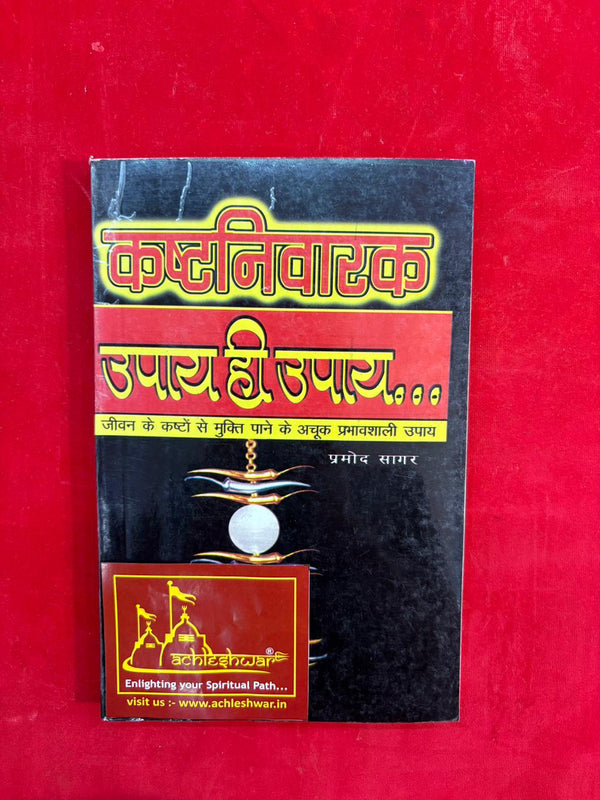 कष्टनिवारक
उपाय ही उपाय...
जीवन के कष्टों से मुक्ति पाने के अचूक प्रभावशाली उपाय
प्रमोद सागर
achleshwar®
Enlighting your Spiritual Path...
visit us :- www.achleshwar.in